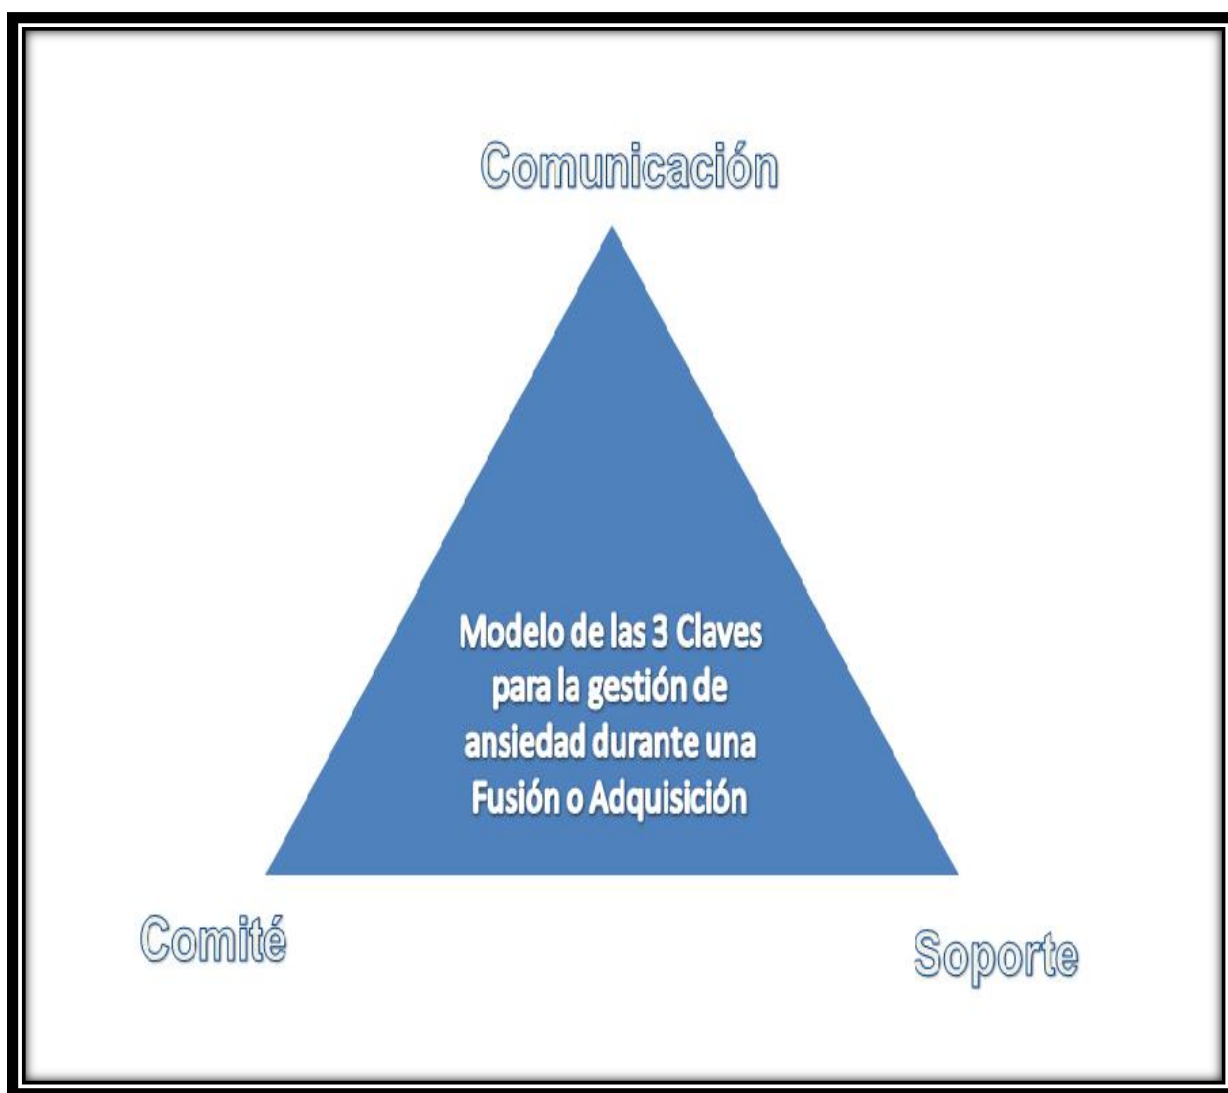 Comunicación
Modelo de las 3 Claves
para la gestión de
ansiedad durante una
Fusión o Adquisición
Comité
Soporte